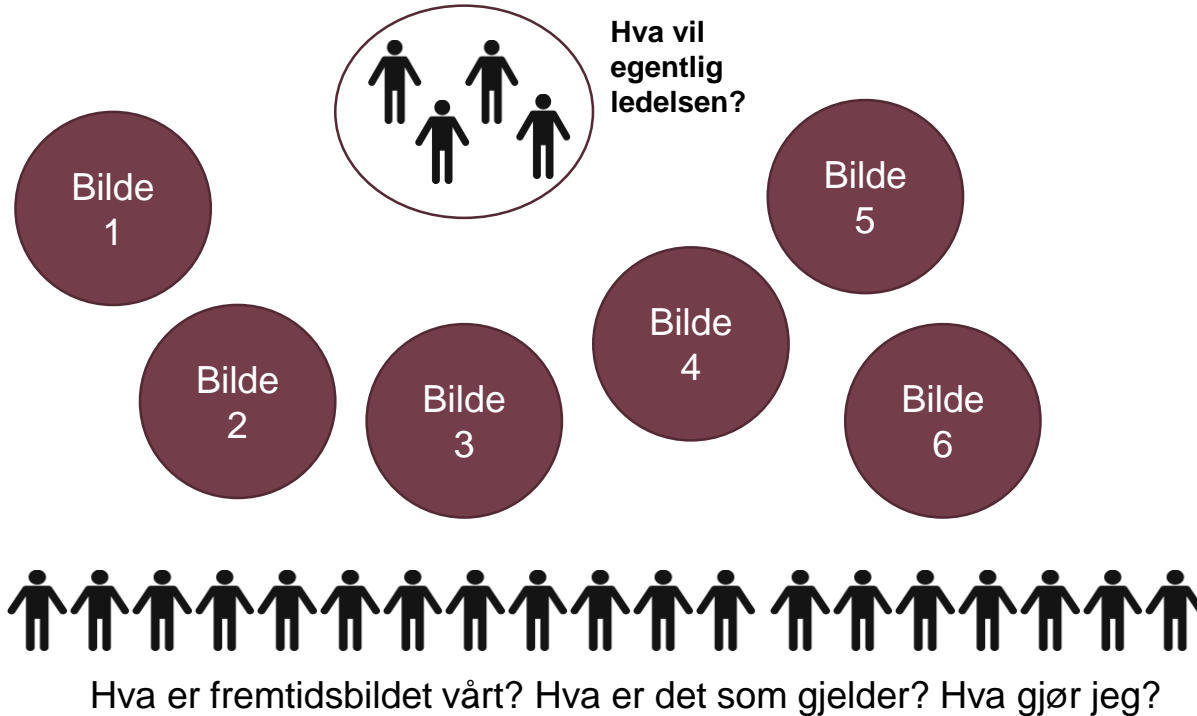 Hva vil
egentlig
ledelsen?
Bilde
1
Bilde
2
Bilde
3
Bilde
4
Bilde
5
Bilde
6
Hva er fremtidsbildet vårt? Hva er det som gjelder? Hva gjør jeg?